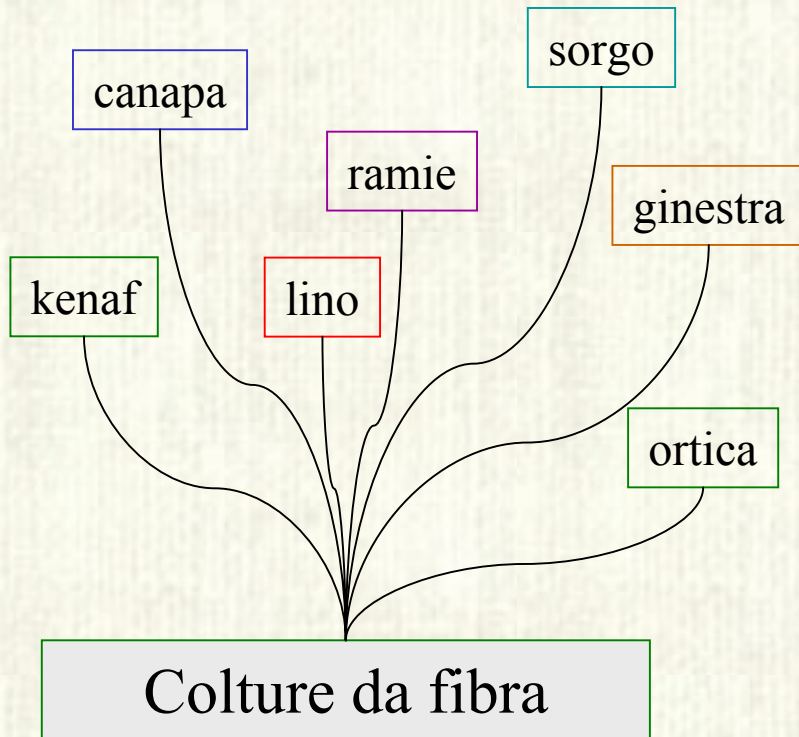 sorgo
canapa
ramie
ginestra
kenaf
lino
ortica
Colture da fibra